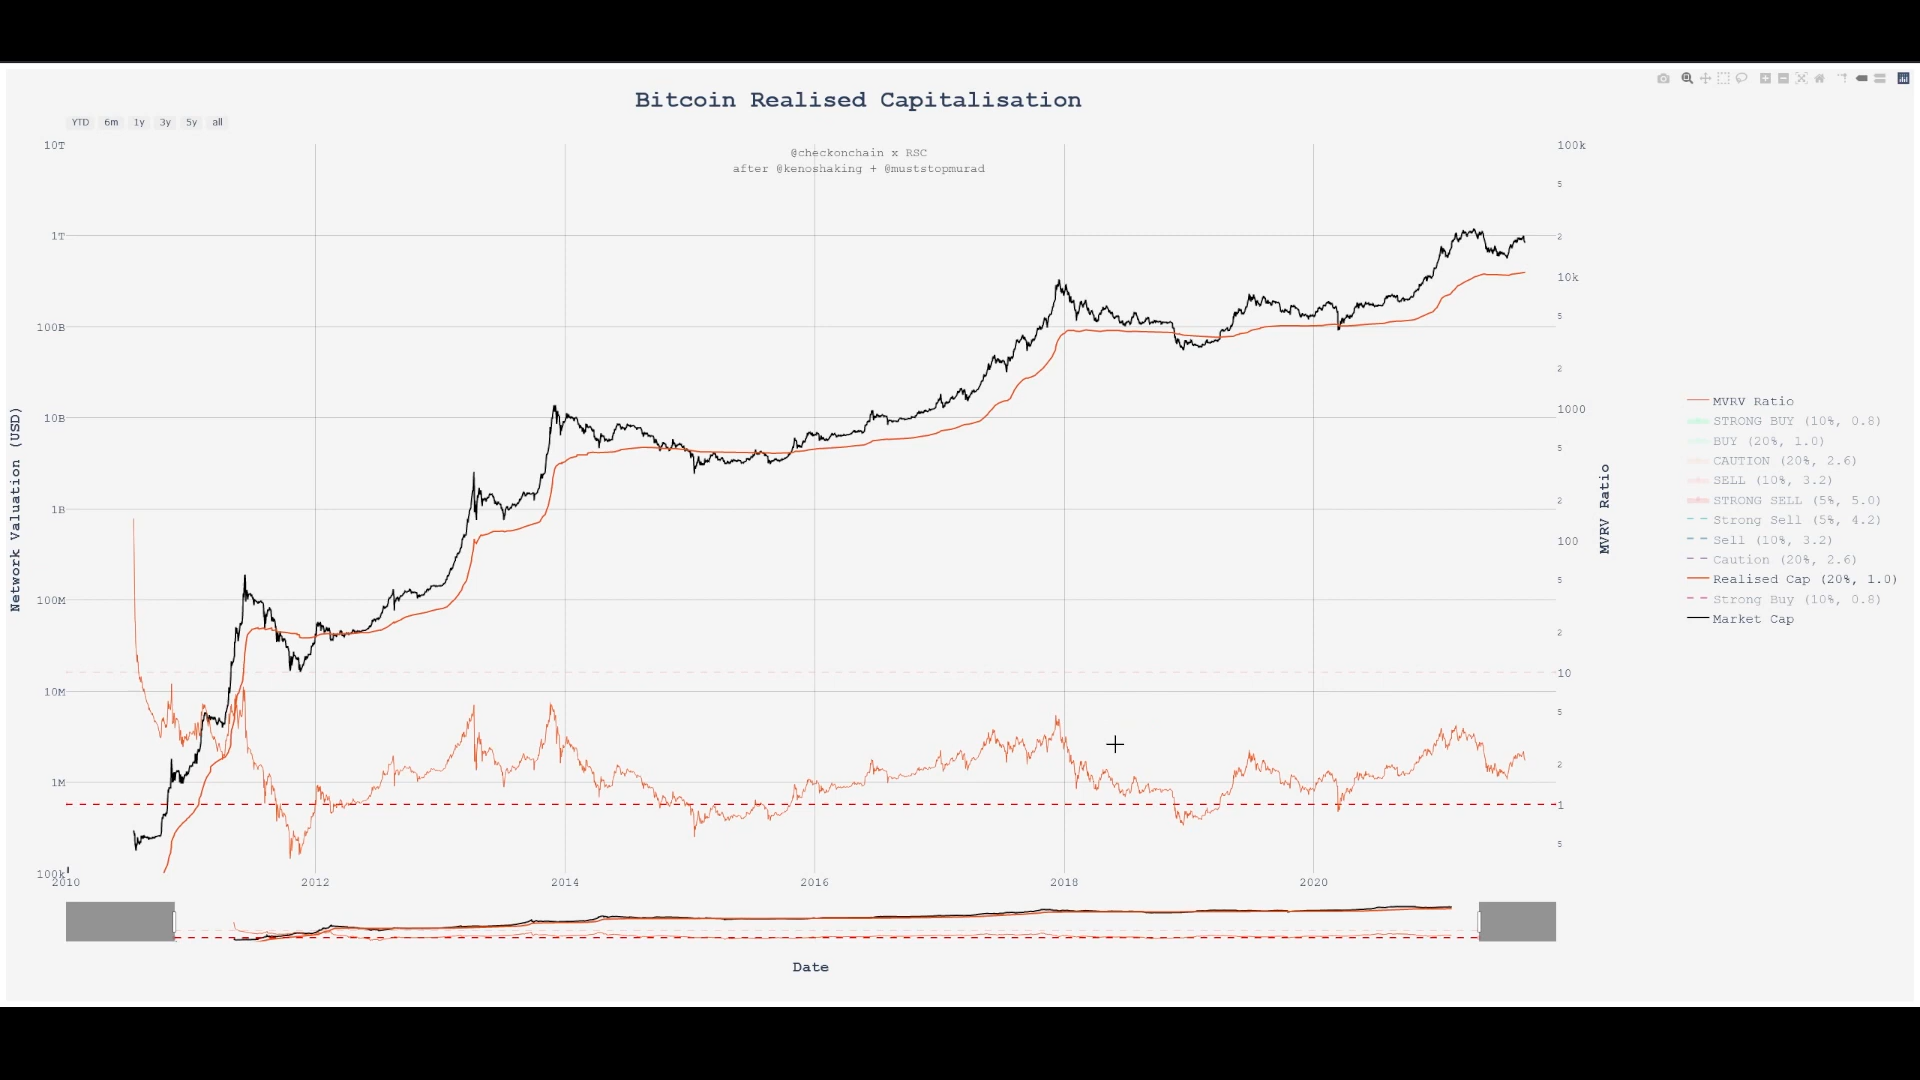 Bitcoin Realised Capitalisation
YTD 6m 1y 3y 5y all
@checkonchain x RSC
after @kenoshaking + @muststopmurad
10T
1T
100B
10B
1B
100M
10M
1M
100k
Network Valuation (USD)
100k
5
2
10k
5
2
1000
5
2
100
5
2
10
5
2
1
5
MVRV Ratio
MVRV Ratio
STRONG BUY (10%, 0.8)
BUY (20%, 1.0)
CAUTION (20%, 2.6)
SELL (10%, 3.2)
STRONG SELL (5%, 5.0)
Strong Sell (5%, 4.2)
Sell (10%, 3.2)
Caution (20%, 2.6)
Realised Cap (20%, 1.0)
Strong Buy (10%, 0.8)
Market Cap
2010 2012 2014 2016 2018 2020
Date